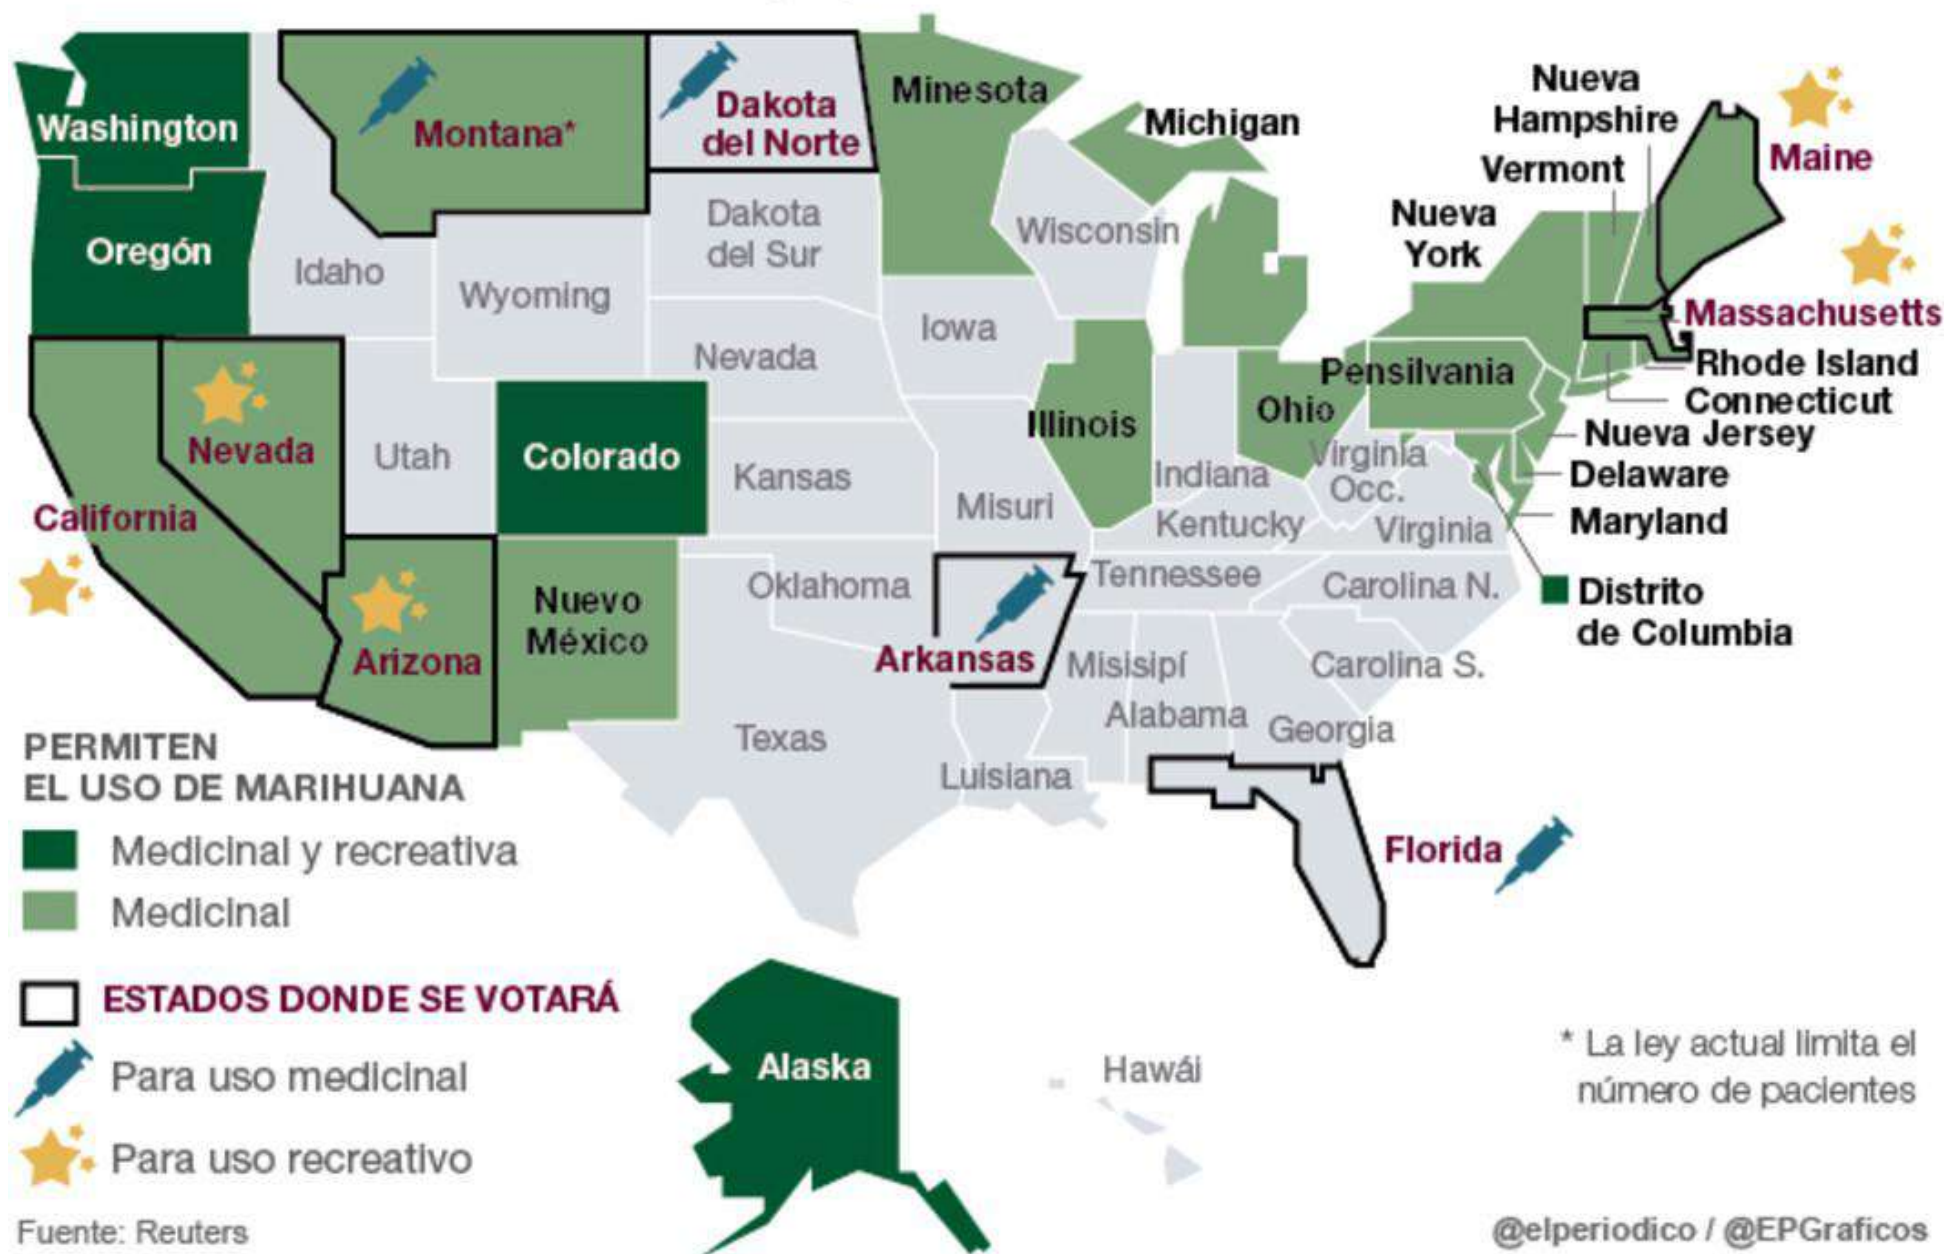 Washington
Oregón
California
Nevada
Idaho
Montana*
Wyoming
Utah
Arizona
Colorado
Nuevo
México
Dakota
del Norte
Dakota
del Sur
Nevada
Kansas
Oklahoma
Texas
Minesota
Iowa
Misuri
Arkansas
Luisiana
Wisconsin
Illinois
Michigan
Indiana
Ohio
Kentucky
Tennessee
Misisipí
Alabama
Georgia
Florida
Carolina S.
Carolina N.
Virginia
Virginia
Occ.
Pensilvania
Nueva
York
Vermont
Nueva
Hampshire
Maine
Massachusetts
Rhode Island
Connecticut
Nueva Jersey
Delaware
Maryland
Distrito
de Columbia
Alaska
Hawái
PERMITEN
EL USO DE MARIHUANA
Medicinal y recreativa
Medicinal
ESTADOS DONDE SE VOTARÁ
Para uso medicinal
Para uso recreativo
* La ley actual limita el
número de pacientes
Fuente: Reuters
@elperiodico / @EPGraficos